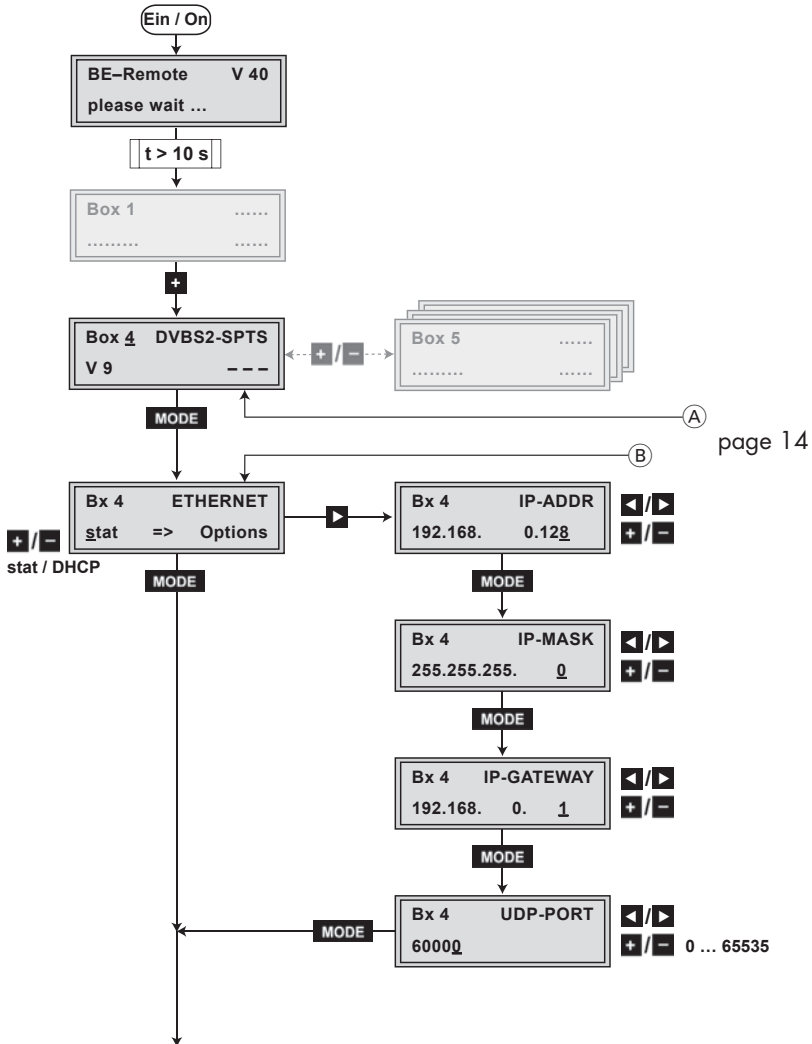 Ein / On
BE–Remote V 40
please wait ...
t > 10 s
Box 1 ......
......... ......
+
Box 4 DVBS2-SPTS
V 9 – – –
+ / –
Box 5 ......
......... ......
MODE
A
page 14
B
Bx 4 ETHERNET
stat => Options
+ / –
stat / DHCP
MODE
Bx 4 IP-ADDR
192.168. 0.128
◄ / ►
+ / –
MODE
Bx 4 IP-MASK
255.255.255. 0
◄ / ►
+ / –
MODE
Bx 4 IP-GATEWAY
192.168. 0. 1
◄ / ►
+ / –
MODE
Bx 4 UDP-PORT
60000
◄ / ►
+ / – 0 ... 65535
MODE